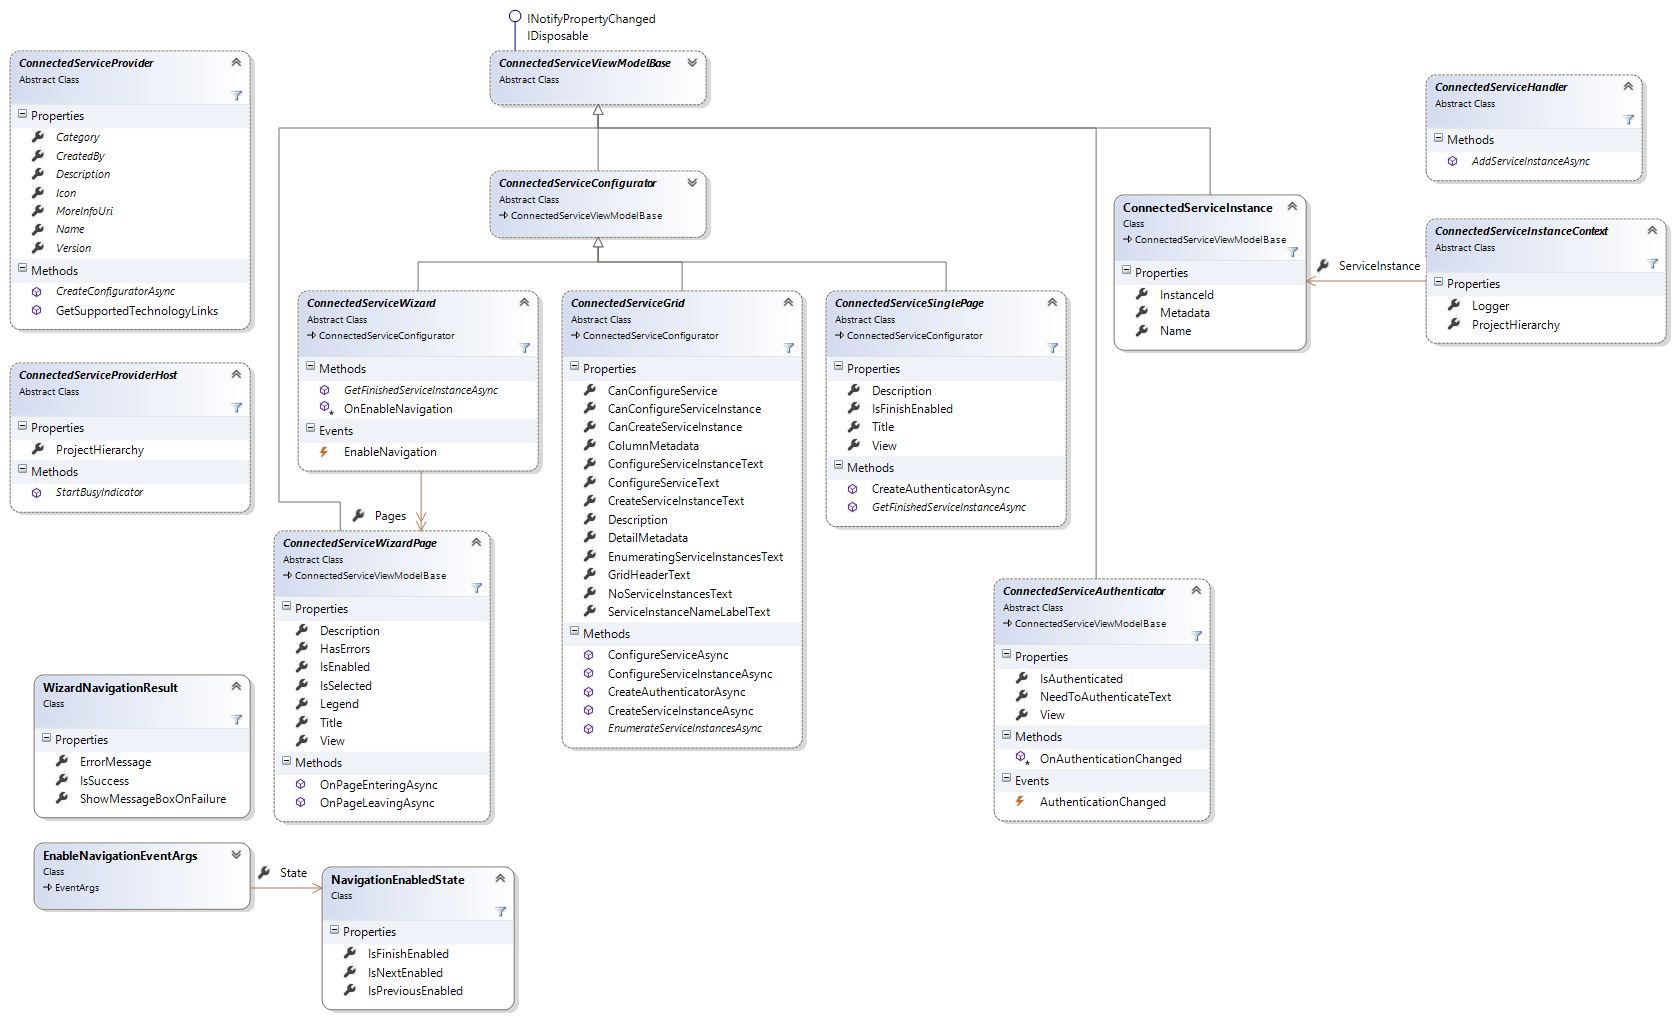 INotifyPropertyChanged
IDisposable
ConnectedServiceProvider
Abstract Class
Properties
Category
CreatedBy
Description
Icon
MoreInfoUri
Name
Version
Methods
CreateConfiguratorAsync
GetSupportedTechnologyLinks
ConnectedServiceViewModelBase
Abstract Class
ConnectedServiceHandler
Abstract Class
Methods
AddServiceInstanceAsync
ConnectedServiceConfigurator
Abstract Class
ConnectedServiceViewModelBase
ConnectedServiceInstance
Class
ConnectedServiceViewModelBase
Properties
InstanceId
Metadata
Name
ServiceInstance
ConnectedServiceInstanceContext
Abstract Class
Properties
Logger
ProjectHierarchy
ConnectedServiceProviderHost
Abstract Class
Properties
ProjectHierarchy
Methods
StartBusyIndicator
ConnectedServiceWizard
Abstract Class
ConnectedServiceConfigurator
Methods
GetFinishedServiceInstanceAsync
OnEnableNavigation
Events
EnableNavigation
Pages
ConnectedServiceGrid
Abstract Class
ConnectedServiceConfigurator
Properties
CanConfigureService
CanConfigureServiceInstance
CanCreateServiceInstance
ColumnMetadata
ConfigureServiceInstanceText
ConfigureServiceText
CreateServiceInstanceText
Description
DetailMetadata
EnumeratingServiceInstancesText
GridHeaderText
NoServiceInstancesText
ServiceInstanceNameLabelText
Methods
ConfigureServiceAsync
ConfigureServiceInstanceAsync
CreateAuthenticatorAsync
CreateServiceInstanceAsync
EnumerateServiceInstancesAsync
ConnectedServiceSinglePage
Abstract Class
ConnectedServiceConfigurator
Properties
Description
IsFinishEnabled
Title
View
Methods
CreateAuthenticatorAsync
GetFinishedServiceInstanceAsync
ConnectedServiceWizardPage
Abstract Class
ConnectedServiceViewModelBase
Properties
Description
HasErrors
IsEnabled
IsSelected
Legend
Title
View
Methods
OnPageEnteringAsync
OnPageLeavingAsync
ConnectedServiceAuthenticator
Abstract Class
ConnectedServiceViewModelBase
Properties
IsAuthenticated
NeedToAuthenticateText
View
Methods
OnAuthenticationChanged
Events
AuthenticationChanged
WizardNavigationResult
Class
Properties
ErrorMessage
IsSuccess
ShowMessageBoxOnFailure
EnableNavigationEventArgs
Class
EventArgs
State
NavigationEnabledState
Class
Properties
IsFinishEnabled
IsNextEnabled
IsPreviousEnabled